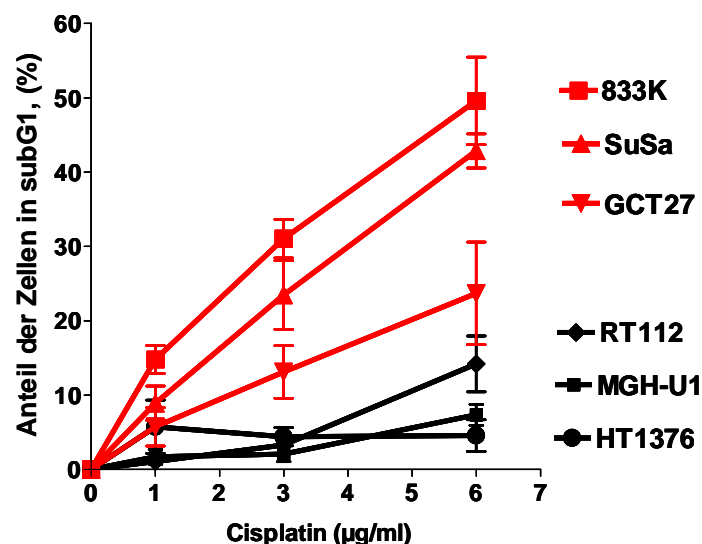 Anteil der Zellen in subG1, (%)
60
50
40
30
20
10
0
0 1 2 3 4 5 6 7
Cisplatin (µg/ml)
833K
SuSa
GCT27
RT112
MGH-U1
HT1376